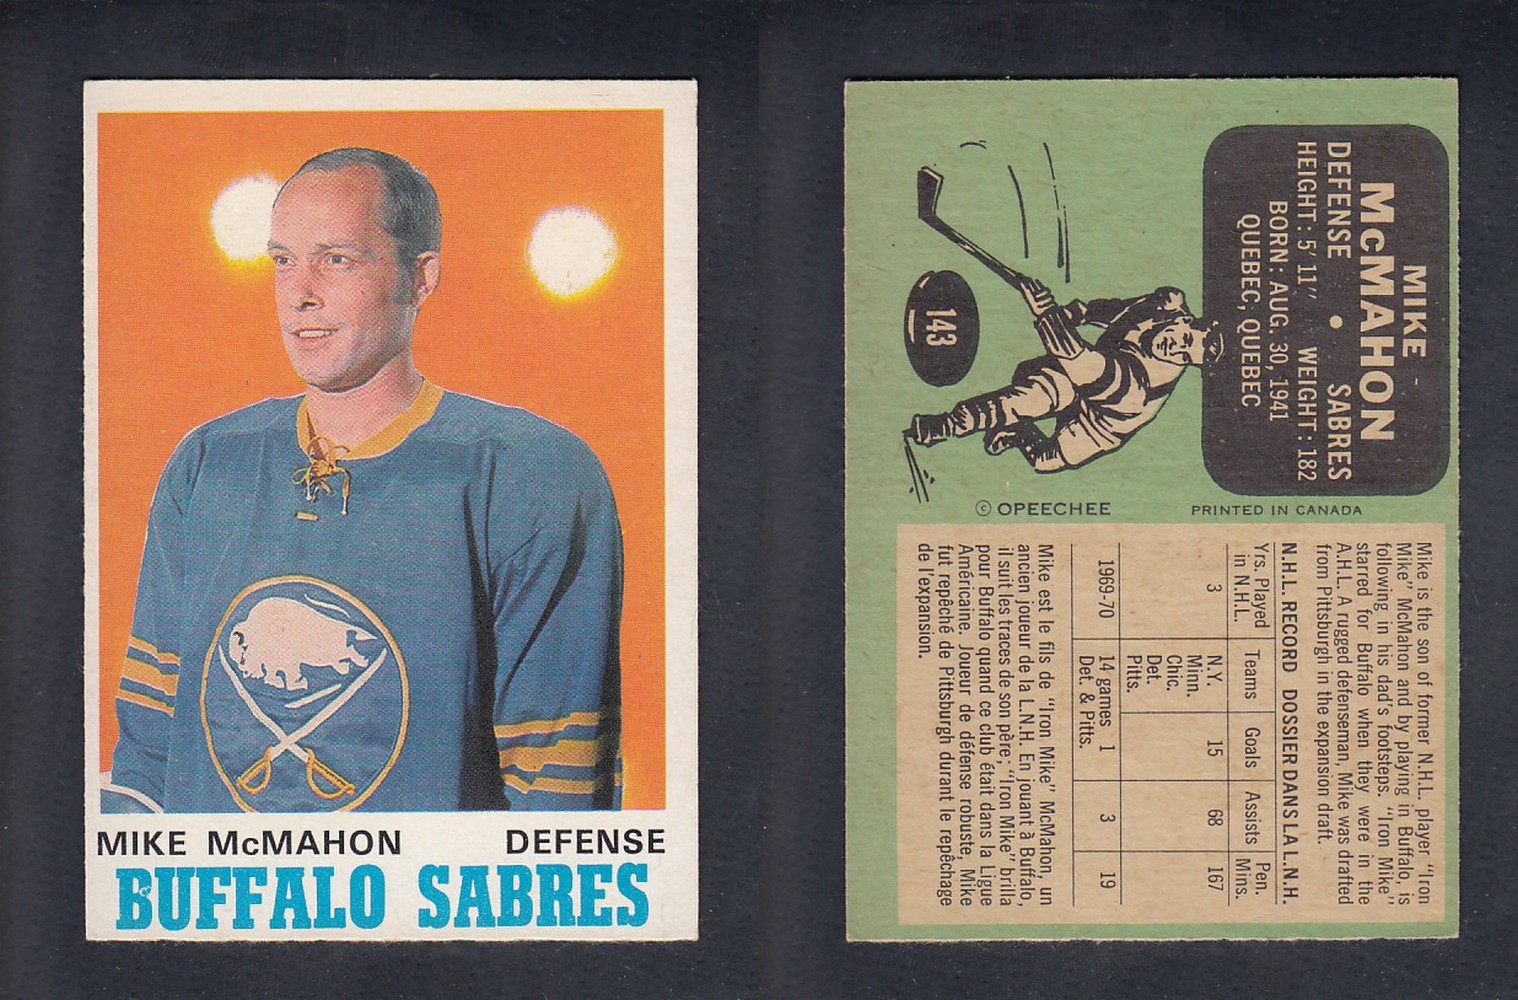 MIKE McMAHON DEFENSE
BUFFALO SABRES
MIKE
McMAHON
DEFENSE • SABRES
HEIGHT: 5'11" WEIGHT: 182
BORN: AUG. 30, 1941
QUEBEC, QUEBEC
143
© OPEECHEE PRINTED IN CANADA
Mike is the son of former N.H.L. player "Iron
Mike" McMahon and by playing in Buffalo, is
following in his dad's footsteps. "Iron Mike"
starred for Buffalo when they were in the
A.H.L. A rugged defenseman, Mike was drafted
from Pittsburgh in the expansion draft.
N.H.L. RECORD DOSSIER DANS LA L.N.H.
Yrs. Played in N.H.L. Teams Goals Assists Pen. Mins.
3 N.Y. 15 68 167
Minn.
Chic.
Det.
Pitts.
1969-70 14 games 1 3 19
Det. & Pitts.
Mike est le fils de "Iron Mike" McMahon, un
ancien joueur de la L.N.H. En jouant à Buffalo,
il suit les traces de son père; "Iron Mike" brilla
pour Buffalo quand ce club était dans la Ligue
Américaine. Joueur de défense robuste, Mike
fut repêché de Pittsburgh durant le repêchage
de l'expansion.